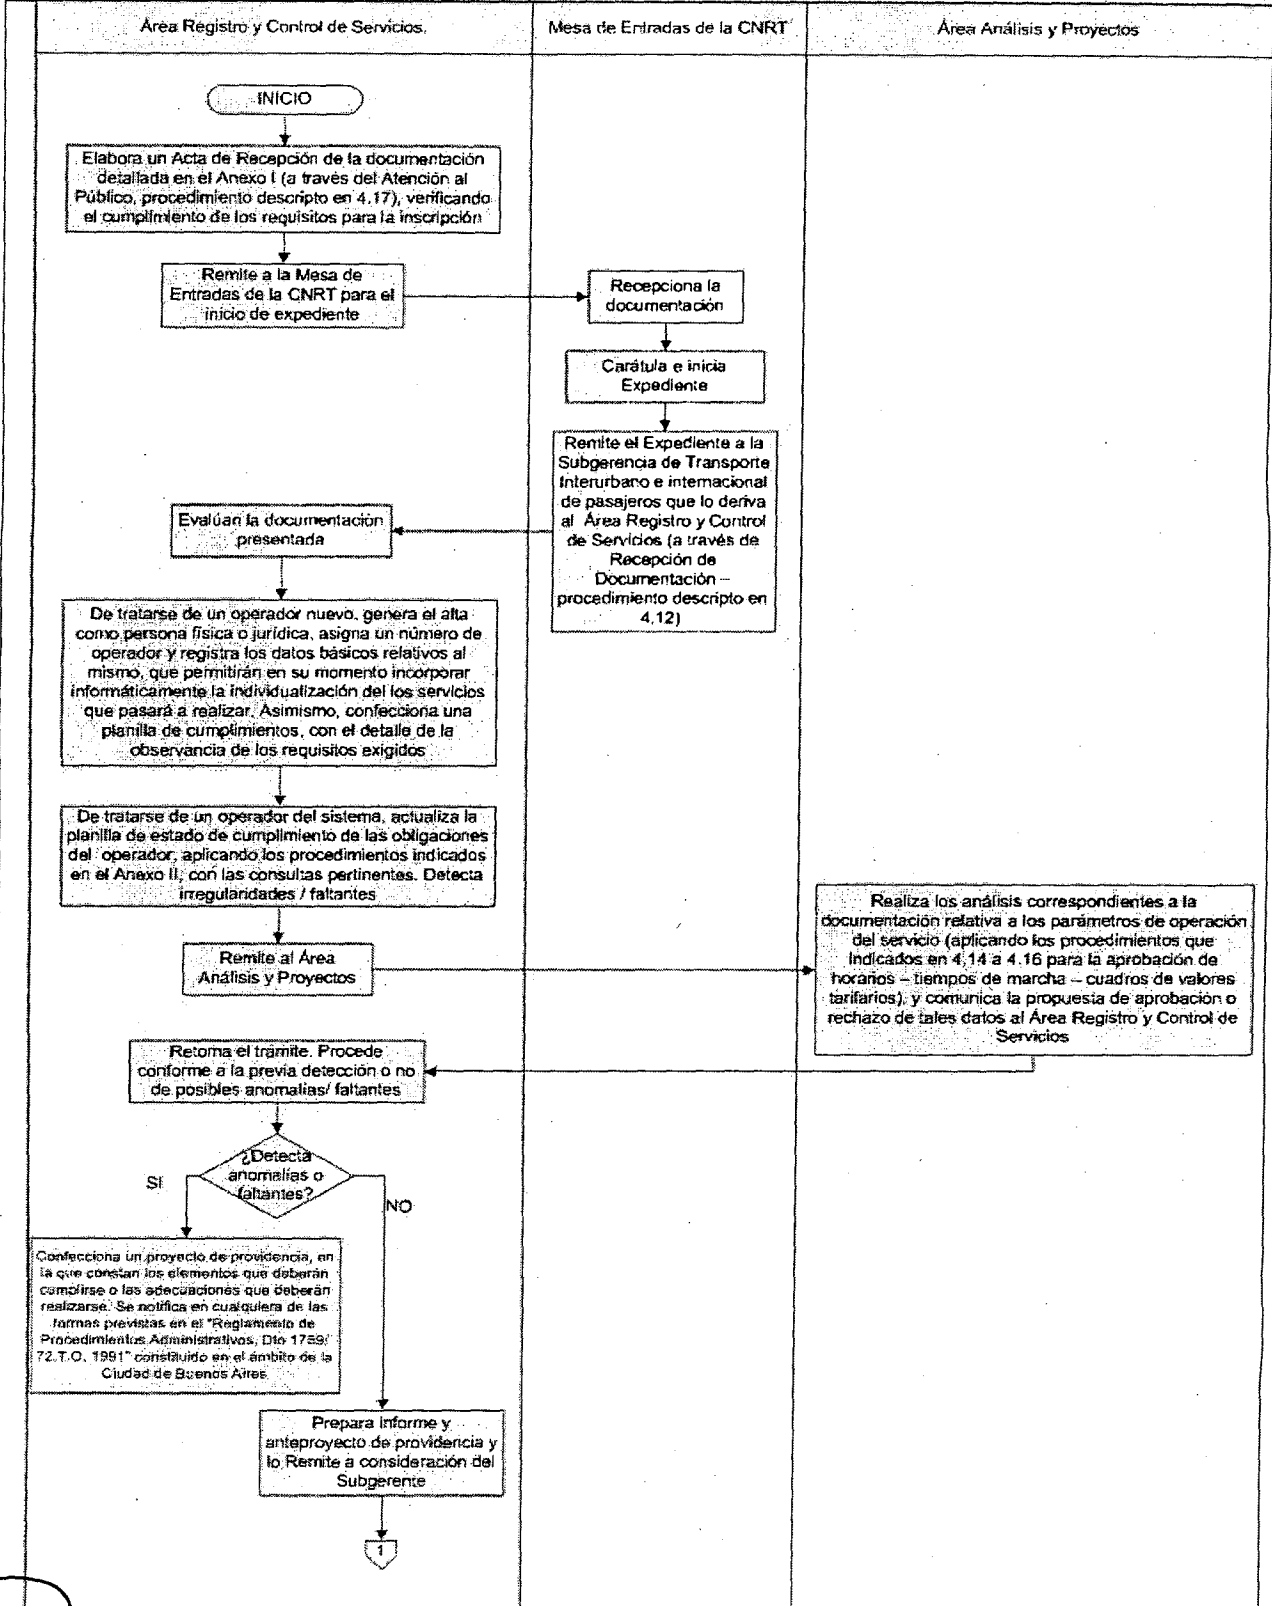 Área Registro y Control de Servicios.
Mesa de Entradas de la CNRT
Área Análisis y Proyectos
INICIO
Elabora un Acta de Recepción de la documentación
detallada en el Anexo I (a través del Atención al
Público, procedimiento descripto en 4.17), verificando
el cumplimiento de los requisitos para la inscripción
Remite a la Mesa de
Entradas de la CNRT para el
inicio de expediente
Recepciona la
documentación
Carátula e inicia
Expediente
Remite el Expediente a la
Subgerencia de Transporte
Interurbano e internacional
de pasajeros que lo deriva
al Área Registro y Control
de Servicios (a través de
Recepción de
Documentación –
procedimiento descripto en
4.12)
Evalúan la documentación
presentada
De tratarse de un operador nuevo, genera el alta
como persona física o jurídica, asigna un número de
operador y registra los datos básicos relativos al
mismo, que permitirán en su momento incorporar
informáticamente la individualización del los servicios
que pasará a realizar. Asimismo, confecciona una
planilla de cumplimientos, con el detalle de la
observancia de los requisitos exigidos
De tratarse de un operador del sistema, actualiza la
planilla de estado de cumplimiento de las obligaciones
del operador, aplicando los procedimientos indicados
en el Anexo II, con las consultas pertinentes. Detecta
irregularidades / faltantes
Remite al Área
Análisis y Proyectos
Realiza los análisis correspondientes a la
documentación relativa a los parámetros de operación
del servicio (aplicando los procedimientos que
indicados en 4.14 a 4.16 para la aprobación de
horarios – tiempos de marcha – cuadros de valores
tarifarios), y comunica la propuesta de aprobación o
rechazo de tales datos al Área Registro y Control de
Servicios
Retoma el trámite. Procede
conforme a la previa detección o no
de posibles anomalías/ faltantes
¿Detecta
anomalías o
faltantes?
SI
NO
Confecciona un proyecto de providencia, en
la que constan los elementos que deberán
cumplirse o las adecuaciones que deberán
realizarse. Se notifica en cualquiera de las
formas previstas en el "Reglamento de
Procedimientos Administrativos, Dto 1759/
72.T.O. 1991" constituido en el ámbito de la
Ciudad de Buenos Aires
Prepara informe y
anteproyecto de providencia y
lo Remite a consideración del
Subgerente
1